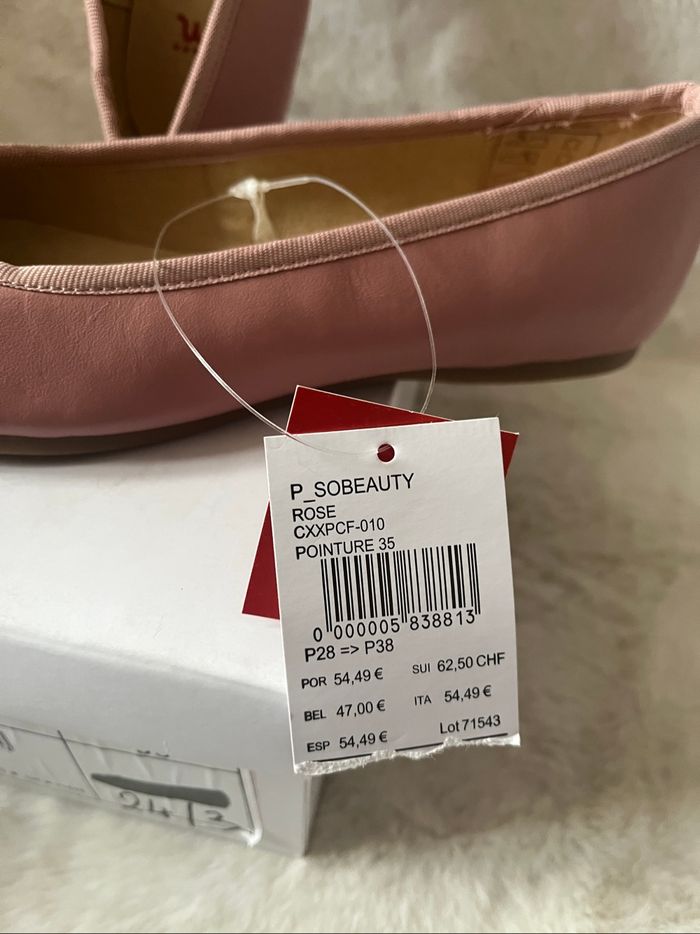 P_SOBEAUTY
ROSE
CXXPCF-010
POINTURE 35
0 000005 838813
P28 => P38
POR 54,49 € SUI 62,50 CHF
BEL 47,00 € ITA 54,49 €
ESP 54,49 € Lot 71543